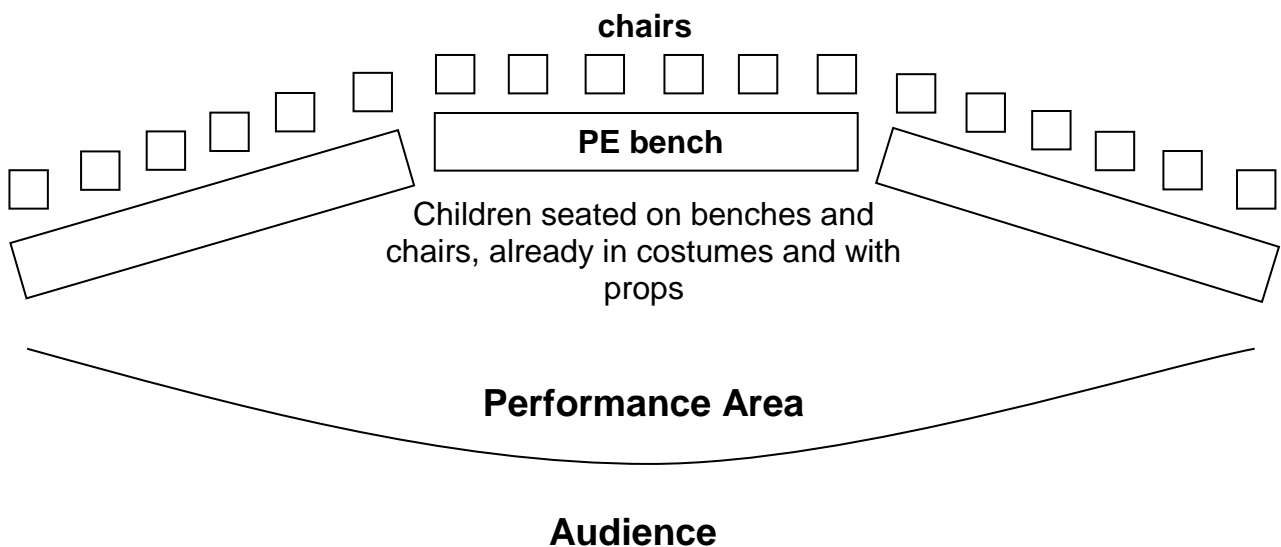 chairs
PE bench
Children seated on benches and
chairs, already in costumes and with
props
Performance Area
Audience